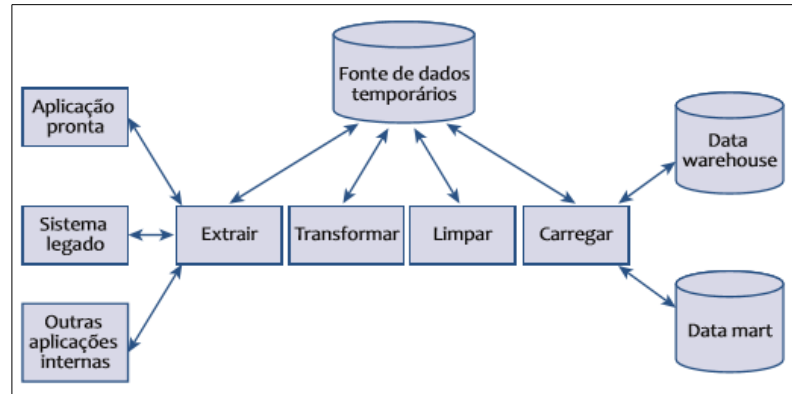 Fonte de dados
temporários
Aplicação
pronta
Data
warehouse
Sistema
legado
Extrair
Transformar
Limpar
Carregar
Outras
aplicações
internas
Data mart